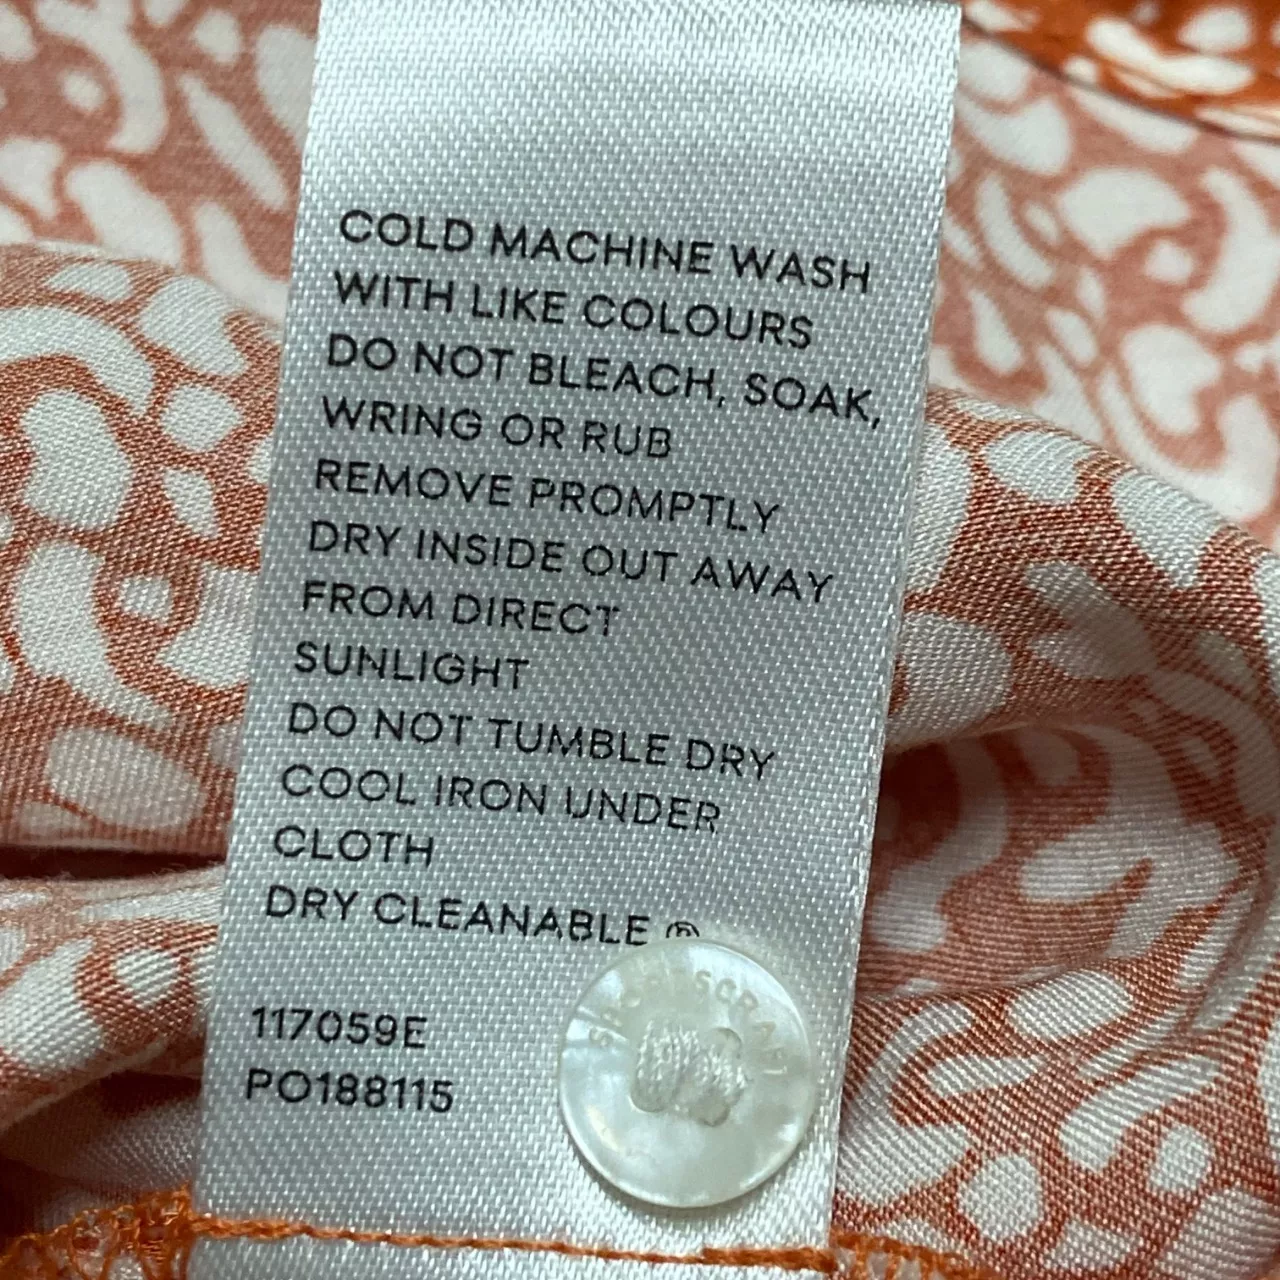 COLD MACHINE WASH
WITH LIKE COLOURS
DO NOT BLEACH, SOAK,
WRING OR RUB
REMOVE PROMPTLY
DRY INSIDE OUT AWAY
FROM DIRECT
SUNLIGHT
DO NOT TUMBLE DRY
COOL IRON UNDER
CLOTH
DRY CLEANABLE
117059E
PO188115